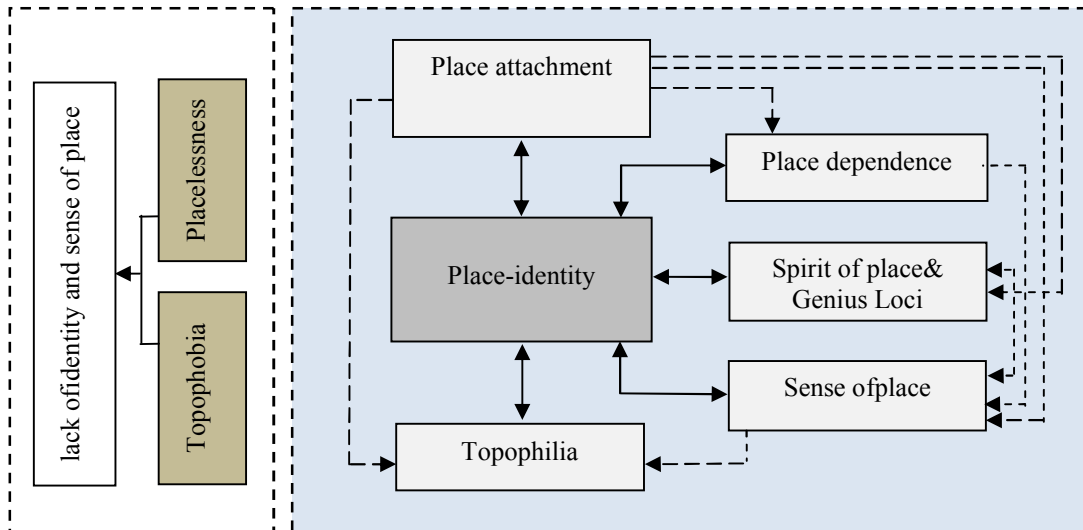 lack ofidentity and sense of place
Placelessness
Topophobia
Place attachment
Place dependence
Place-identity
Spirit of place&
Genius Loci
Sense ofplace
Topophilia